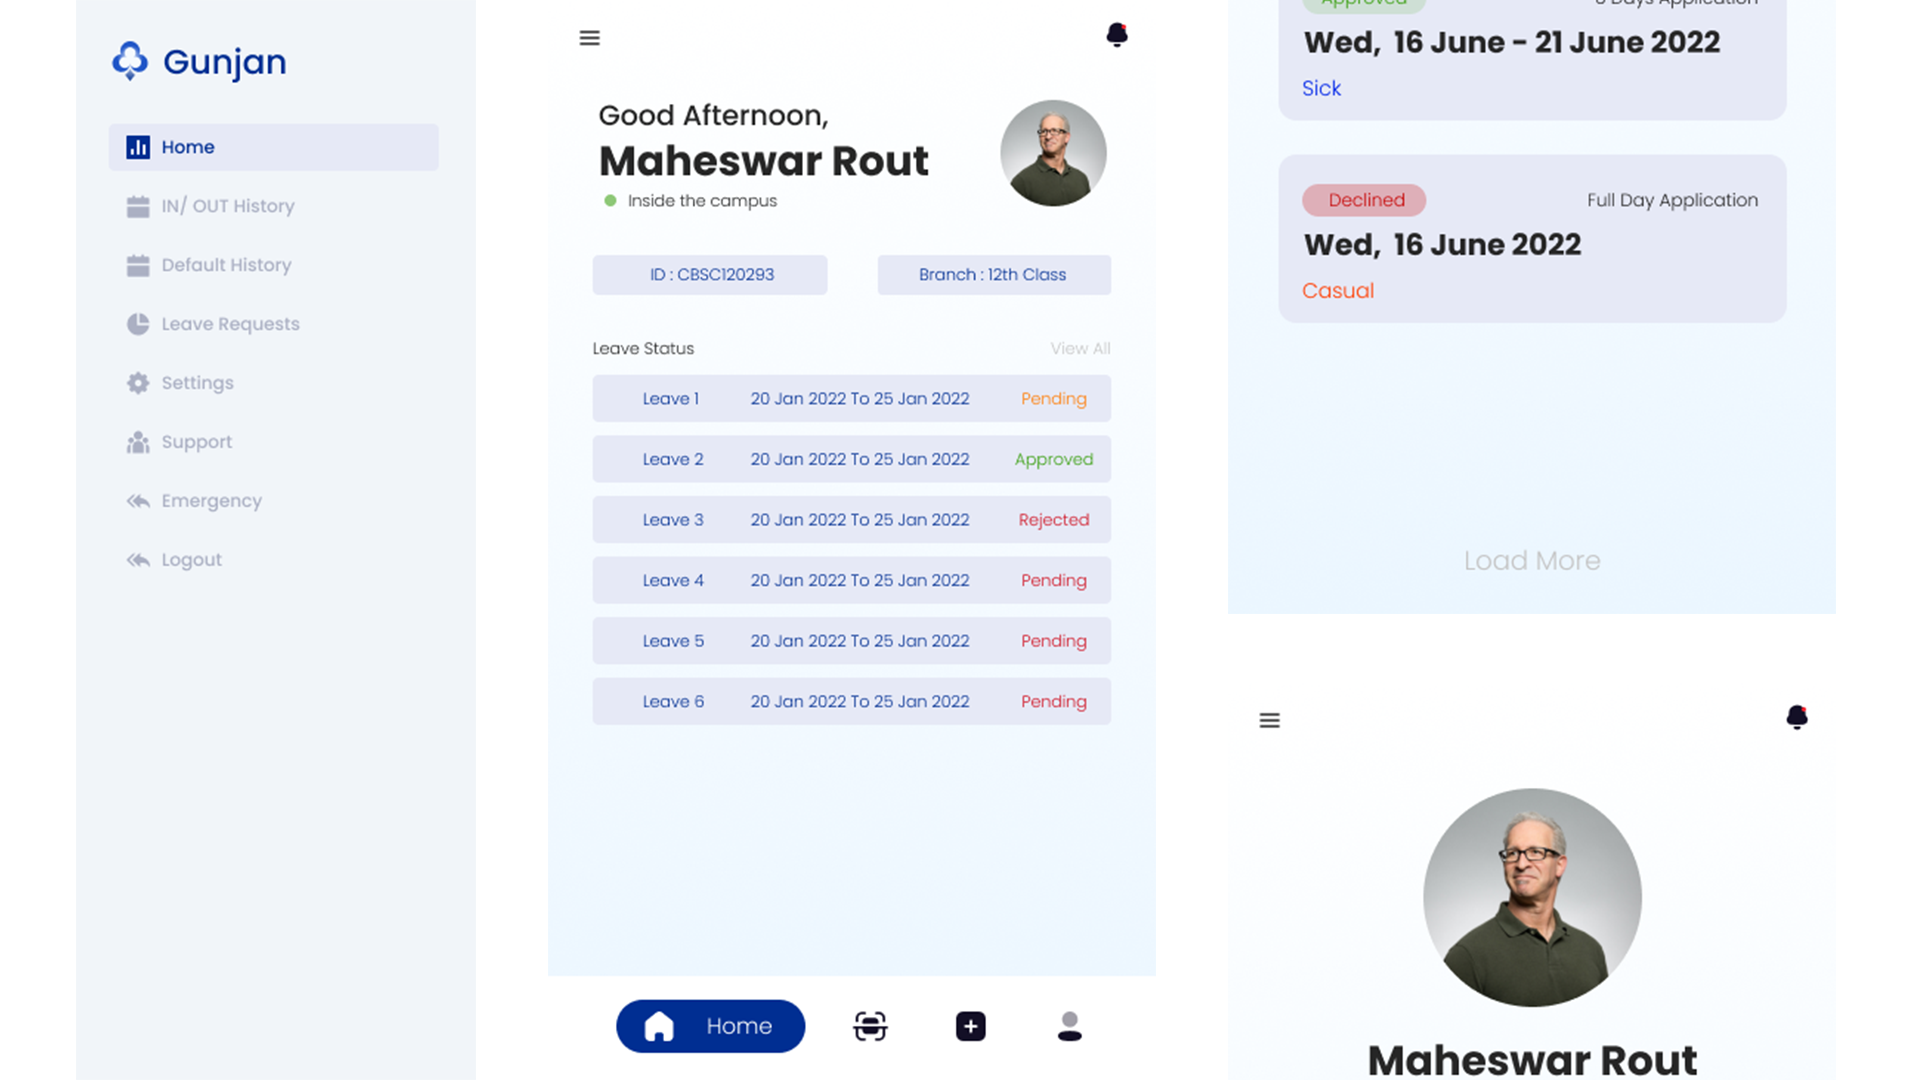 Gunjan
Home
IN/ OUT History
Default History
Leave Requests
Settings
Support
Emergency
Logout
Good Afternoon,
Maheswar Rout
Inside the campus
ID : CBSC120293
Branch : 12th Class
Leave Status
View All
Leave 1 20 Jan 2022 To 25 Jan 2022 Pending
Leave 2 20 Jan 2022 To 25 Jan 2022 Approved
Leave 3 20 Jan 2022 To 25 Jan 2022 Rejected
Leave 4 20 Jan 2022 To 25 Jan 2022 Pending
Leave 5 20 Jan 2022 To 25 Jan 2022 Pending
Leave 6 20 Jan 2022 To 25 Jan 2022 Pending
Home
Approved Days Application
Wed, 16 June - 21 June 2022
Sick
Declined Full Day Application
Wed, 16 June 2022
Casual
Load More
Maheswar Rout